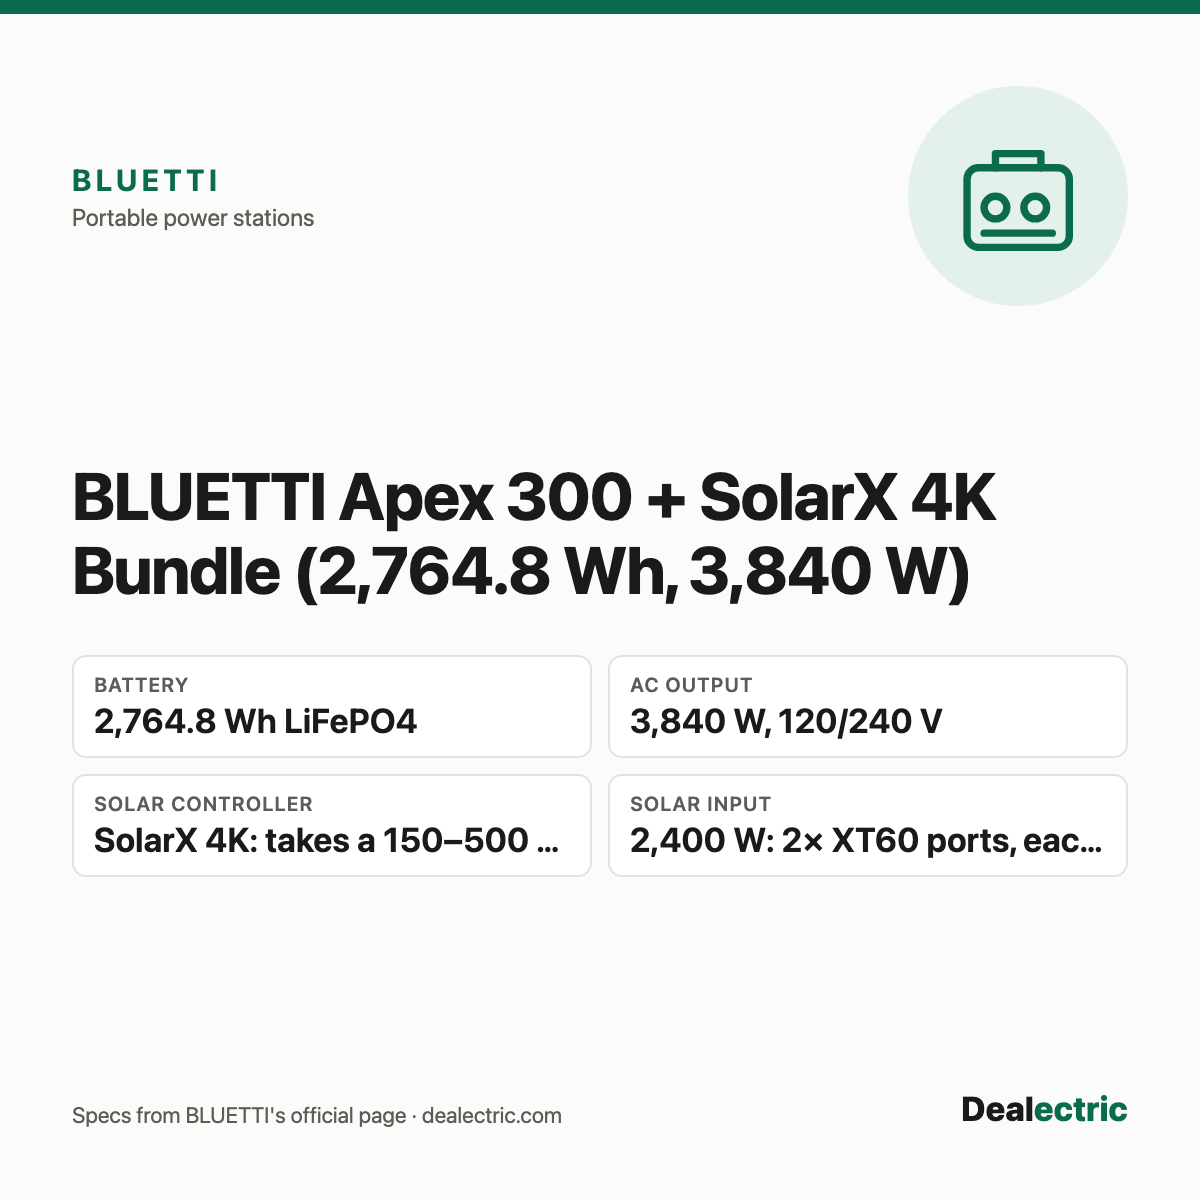 BLUETTI
Portable power stations
BLUETTI Apex 300 + SolarX 4K
Bundle (2,764.8 Wh, 3,840 W)
BATTERY
2,764.8 Wh LiFePO4
AC OUTPUT
3,840 W, 120/240 V
SOLAR CONTROLLER
SolarX 4K: takes a 150–500 ...
SOLAR INPUT
2,400 W: 2× XT60 ports, eac...
Specs from BLUETTI's official page · dealectric.com
Dealectric